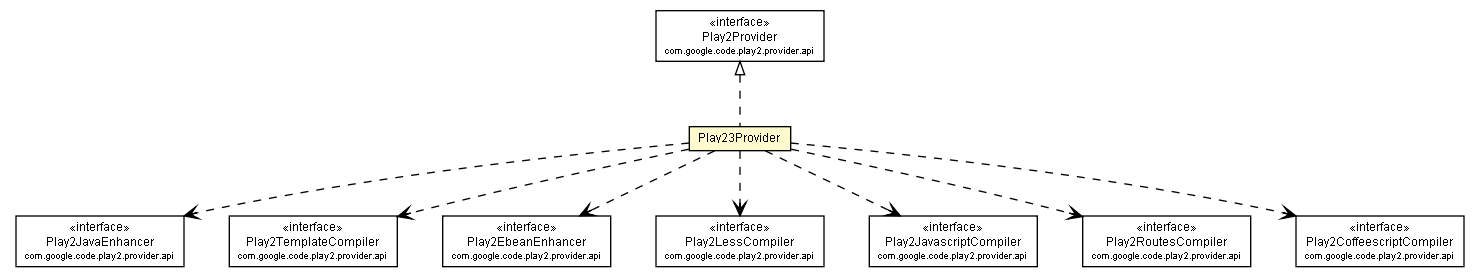 «interface»
Play2Provider
com.google.code.play2.provider.api
Play23Provider
«interface»
Play2JavaEnhancer
com.google.code.play2.provider.api
«interface»
Play2TemplateCompiler
com.google.code.play2.provider.api
«interface»
Play2EbeanEnhancer
com.google.code.play2.provider.api
«interface»
Play2LessCompiler
com.google.code.play2.provider.api
«interface»
Play2JavascriptCompiler
com.google.code.play2.provider.api
«interface»
Play2RoutesCompiler
com.google.code.play2.provider.api
«interface»
Play2CoffeescriptCompiler
com.google.code.play2.provider.api